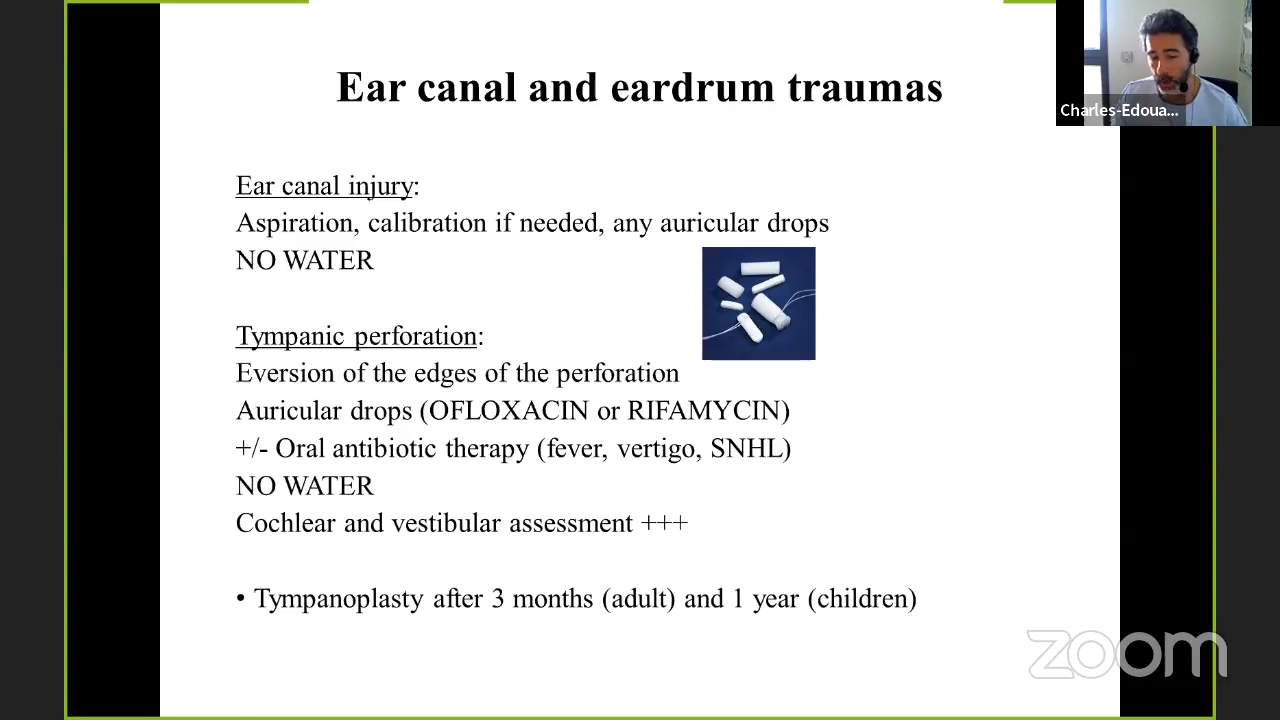 Ear canal and eardrum traumas
Charles-Edoua...
Ear canal injury:
Aspiration, calibration if needed, any auricular drops
NO WATER
Tympanic perforation:
Eversion of the edges of the perforation
Auricular drops (OFLOXACIN or RIFAMYCIN)
+/- Oral antibiotic therapy (fever, vertigo, SNHL)
NO WATER
Cochlear and vestibular assessment +++
• Tympanoplasty after 3 months (adult) and 1 year (children)
zoom